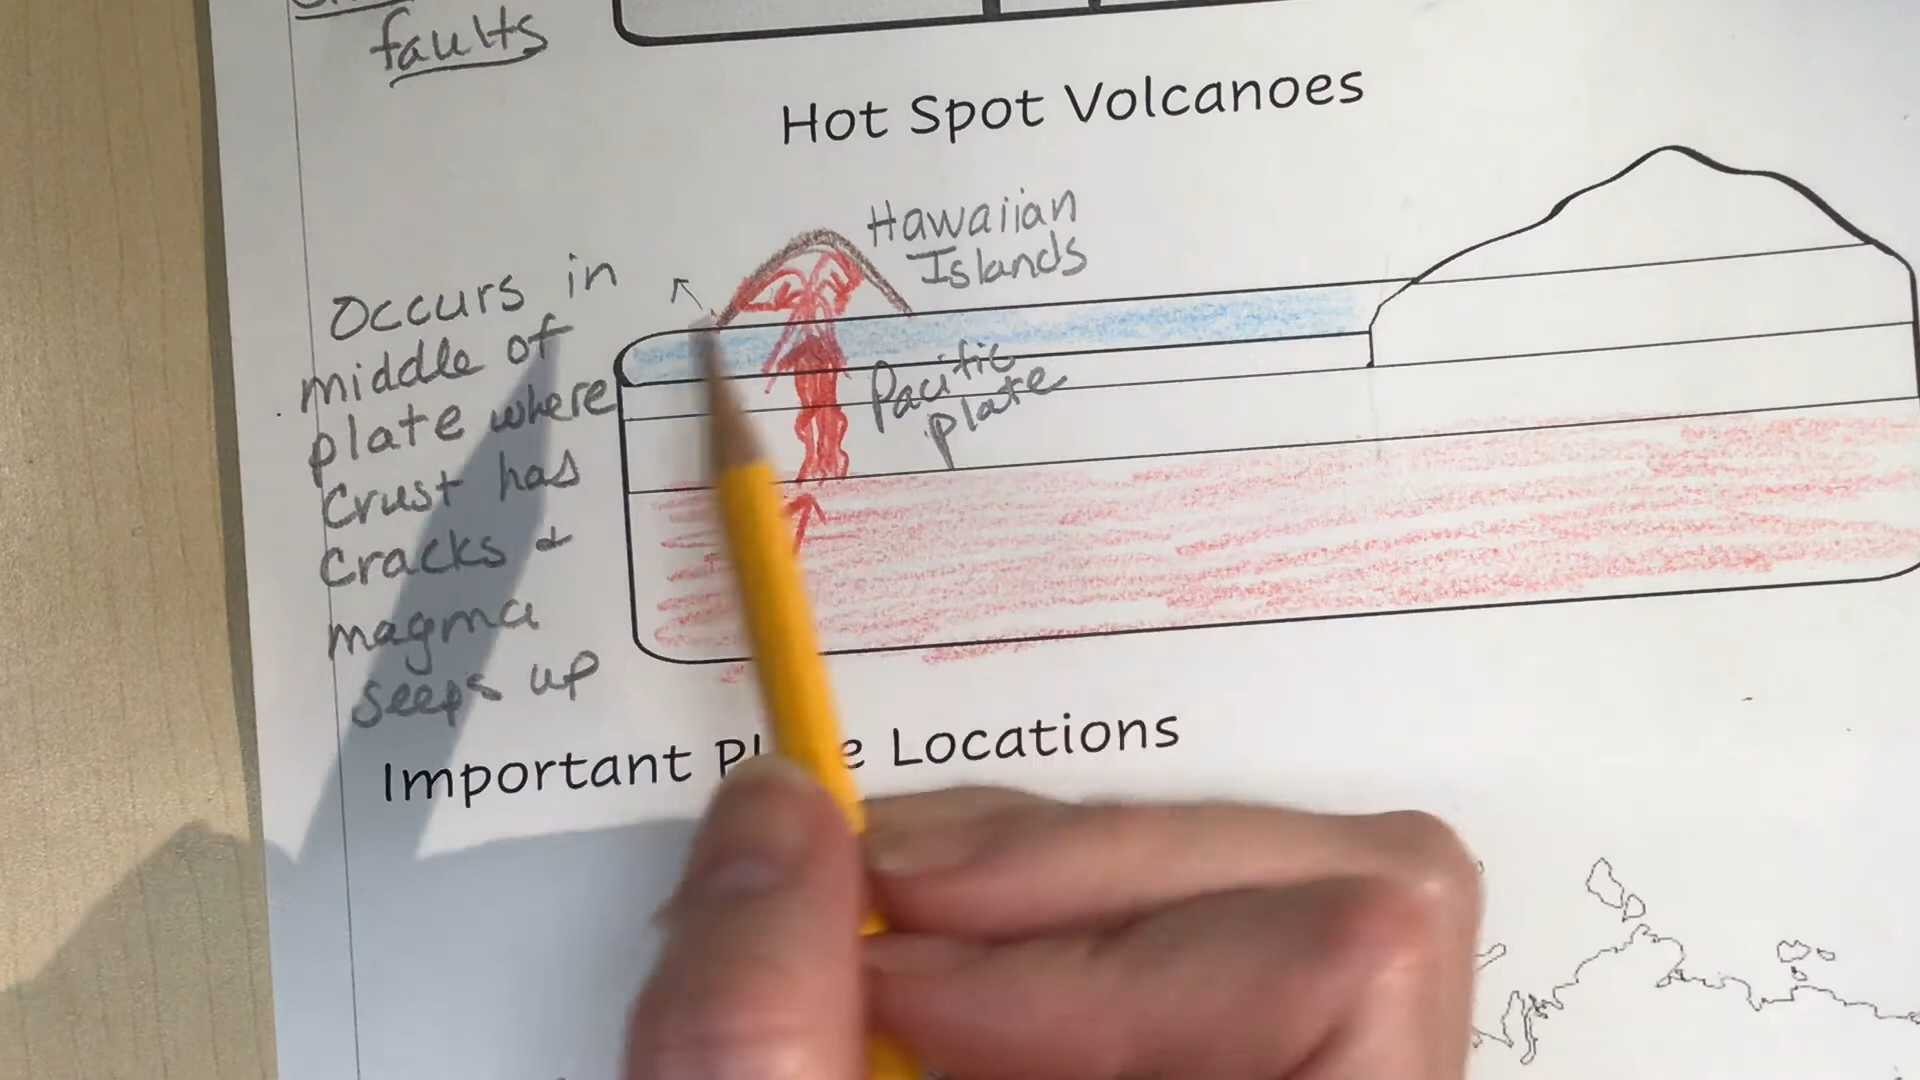 faults
Hot Spot Volcanoes
Hawaiian
Islands
Occurs in
middle of
plate where
Crust has
Cracks &
magma
seeps up
Pacific
plate
Important Locations